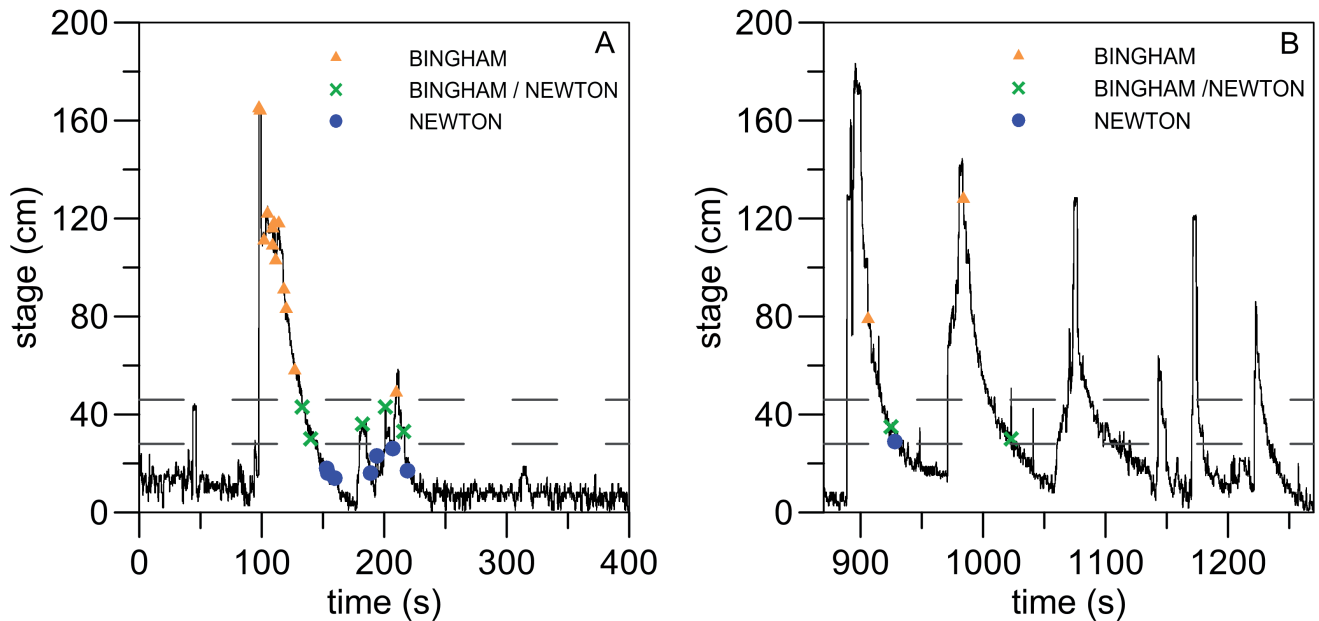 A
BINGHAM
BINGHAM / NEWTON
NEWTON
200
160
120
80
40
0
stage (cm)
0 100 200 300 400
time (s)
B
BINGHAM
BINGHAM /NEWTON
NEWTON
200
160
120
80
40
0
stage (cm)
900 1000 1100 1200
time (s)